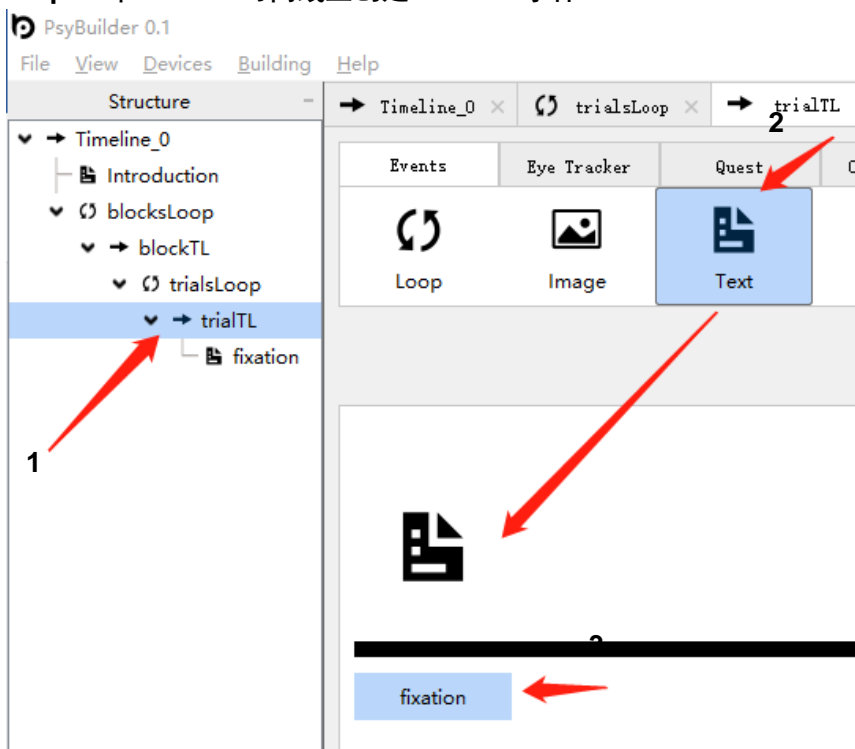 PsyBuilder 0.1
File View Devices Building Help
Structure
Timeline_0
Introduction
blocksLoop
blockTL
trialsLoop
trialTL
fixation
1
Timeline_0 × trialsLoop × trialTL
2
Events Eye Tracker Quest
Loop Image Text
fixation